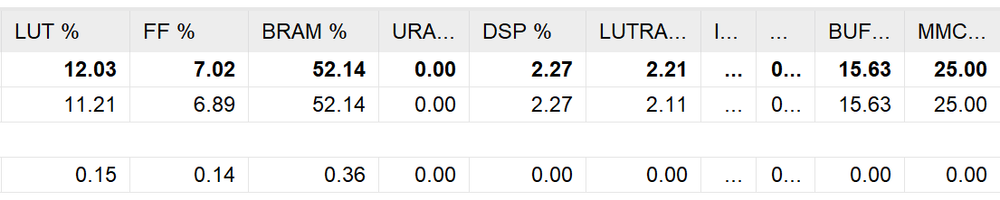 LUT % FF % BRAM % URA... DSP % LUTRA... I... ... BUF... MMC...
12.03 7.02 52.14 0.00 2.27 2.21 ... 0... 15.63 25.00
11.21 6.89 52.14 0.00 2.27 2.11 ... 0... 15.63 25.00
0.15 0.14 0.36 0.00 0.00 0.00 ... 0... 0.00 0.00